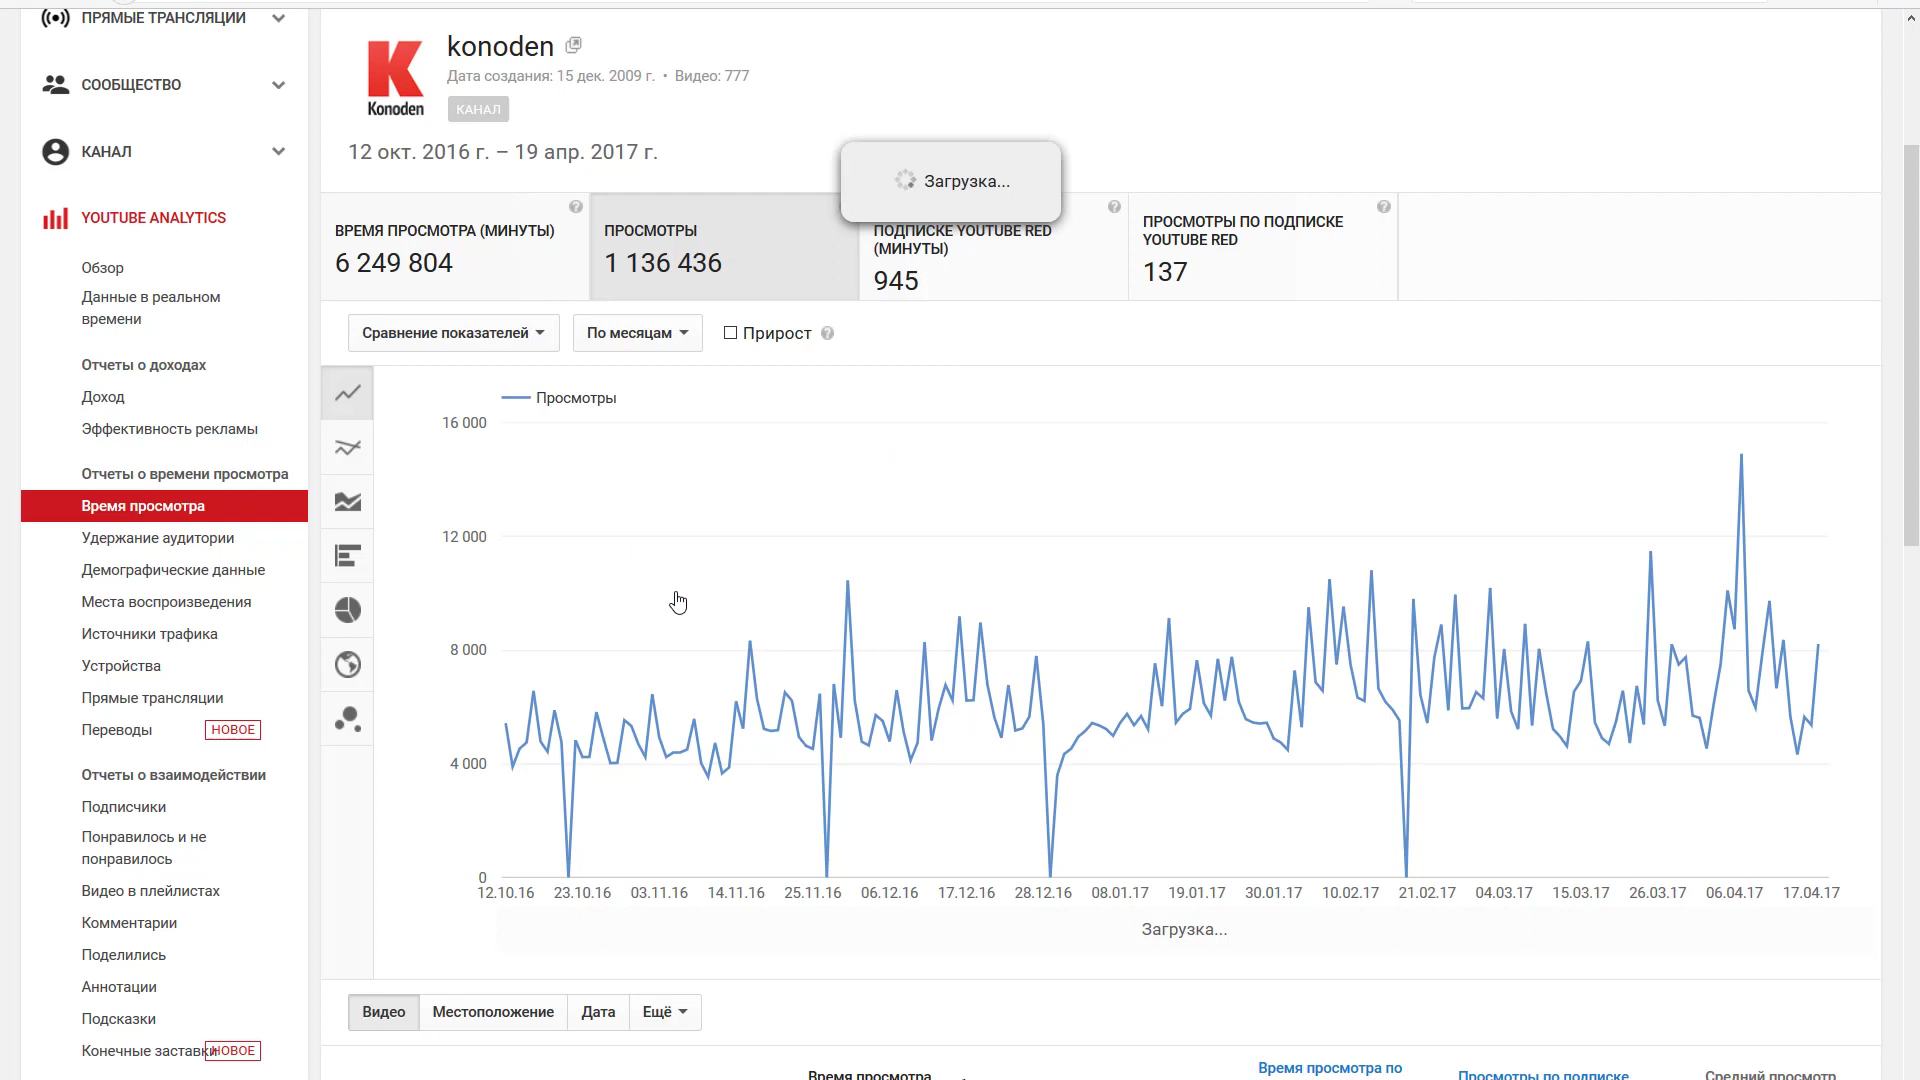 ПРЯМЫЕ ТРАНСЛЯЦИИ
СООБЩЕСТВО
КАНАЛ
YOUTUBE ANALYTICS
Обзор
Данные в реальном
времени
Отчеты о доходах
Доход
Эффективность рекламы
Отчеты о времени просмотра
Время просмотра
Удержание аудитории
Демографические данные
Места воспроизведения
Источники трафика
Устройства
Прямые трансляции
Переводы НОВОЕ
Отчеты о взаимодействии
Подписчики
Понравилось и не
понравилось
Видео в плейлистах
Комментарии
Поделились
Аннотации
Подсказки
Конечные заставки НОВОЕ
K
Konoden
konoden
Дата создания: 15 дек. 2009 г. • Видео: 777
КАНАЛ
12 окт. 2016 г. – 19 апр. 2017 г.
Загрузка...
ВРЕМЯ ПРОСМОТРА (МИНУТЫ)
6 249 804
ПРОСМОТРЫ
1 136 436
ПОДПИСКЕ YOUTUBE RED
(МИНУТЫ)
945
ПРОСМОТРЫ ПО ПОДПИСКЕ
YOUTUBE RED
137
Сравнение показателей
По месяцам
Прирост
Просмотры
16 000
12 000
8 000
4 000
0
12.10.16 23.10.16 03.11.16 14.11.16 25.11.16 06.12.16 17.12.16 28.12.16 08.01.17 19.01.17 30.01.17 10.02.17 21.02.17 04.03.17 15.03.17 26.03.17 06.04.17 17.04.17
Загрузка...
Видео Местоположение Дата Ещё
Время просмотра
Время просмотра по
Просмотры по подписке
Средний просмотр